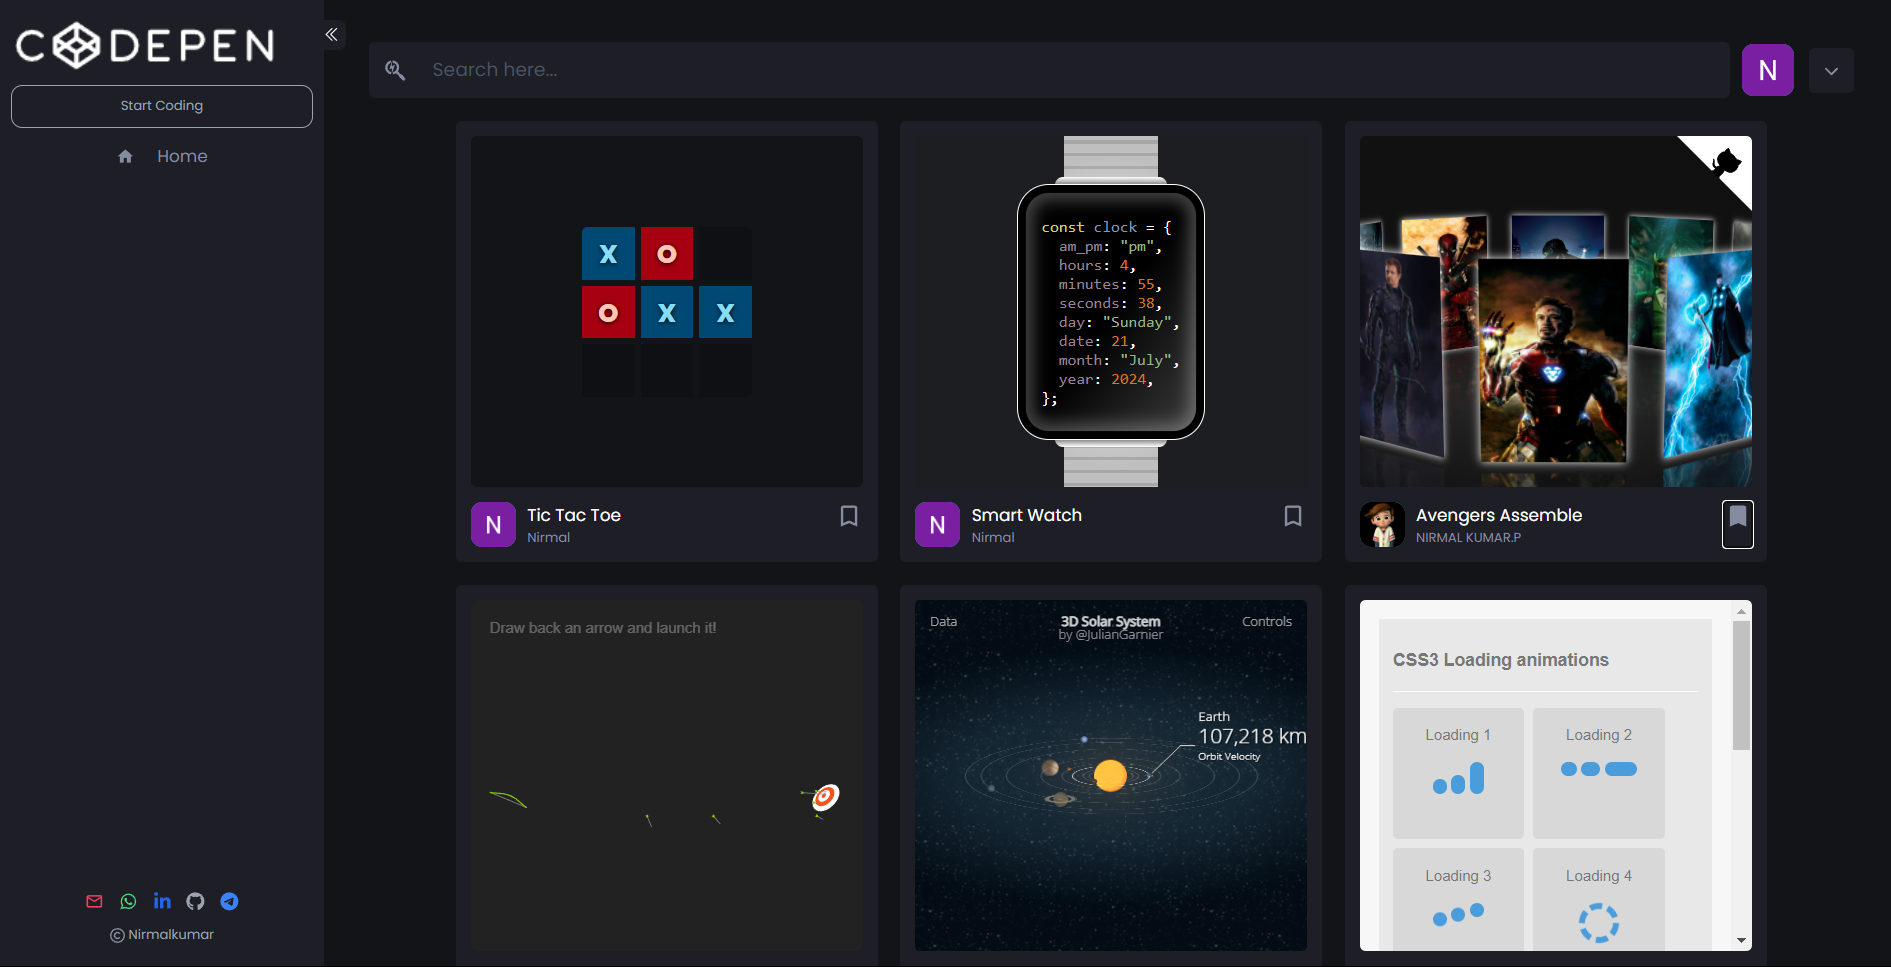 CODEPEN
Start Coding
Home
Nirmalkumar
Search here...
N
X O
O X X
N
Tic Tac Toe
Nirmal
const clock = {
am_pm: "pm",
hours: 4,
minutes: 55,
seconds: 38,
day: "Sunday",
date: 21,
month: "July",
year: 2024,
};
N
Smart Watch
Nirmal
Avengers Assemble
NIRMAL KUMAR.P
Draw back an arrow and launch it!
Data
3D Solar System
by @JulianGarnier
Controls
Earth
107,218 km
Orbit Velocity
CSS3 Loading animations
Loading 1
Loading 2
Loading 3
Loading 4